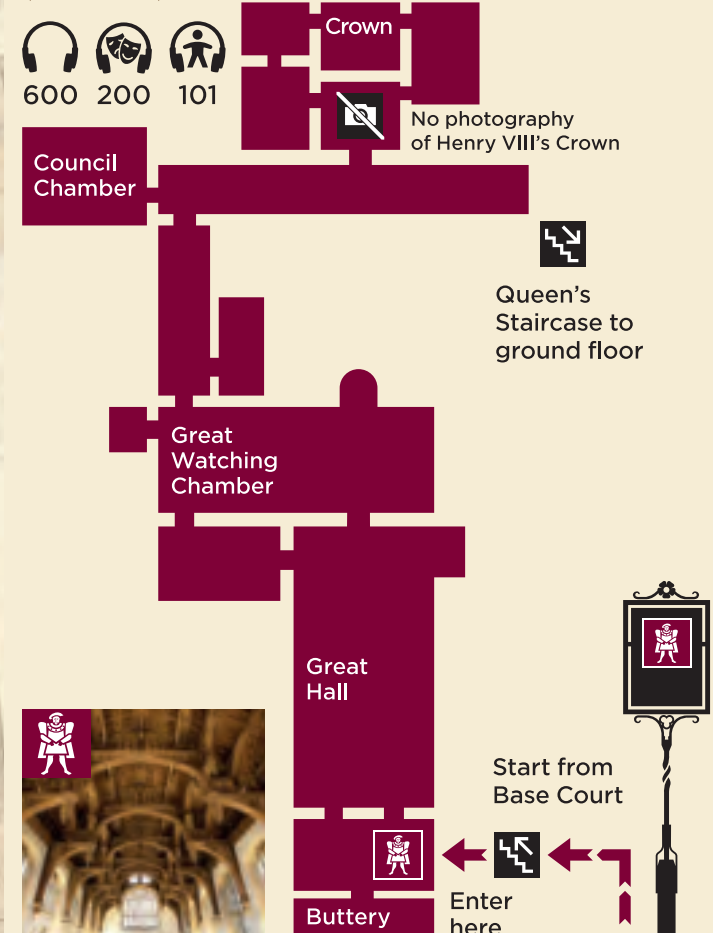 Crown
600 200 101
No photography
of Henry VIII's Crown
Council
Chamber
Queen's
Staircase to
ground floor
Great
Watching
Chamber
Great
Hall
Start from
Base Court
Enter
here
Buttery